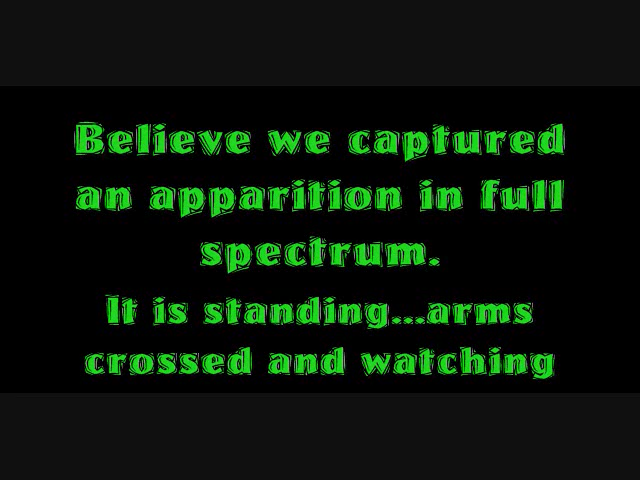 Believe we captured
an apparition in full
spectrum.
It is standing...arms
crossed and watching